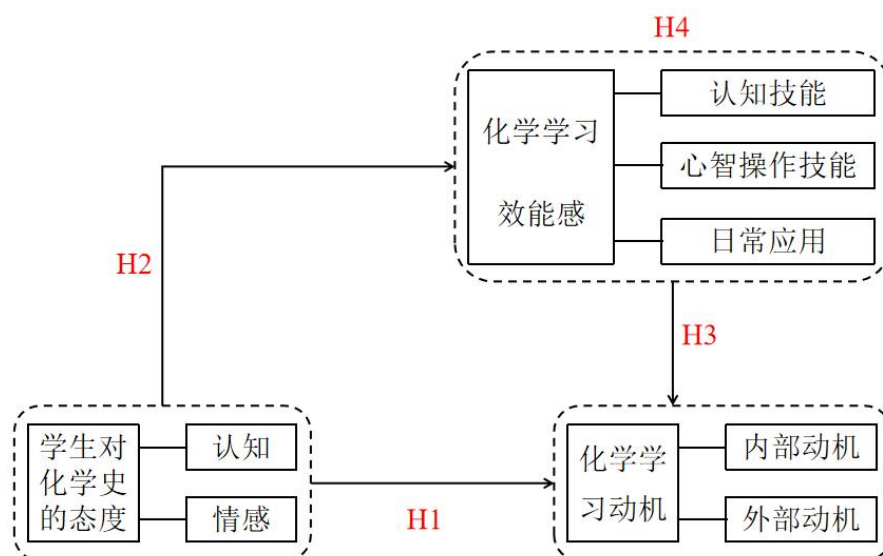 H4
化学学习
效能感
认知技能
心智操作技能
日常应用
H2
H3
学生对
化学史
的态度
认知
情感
H1
化学学
习动机
内部动机
外部动机